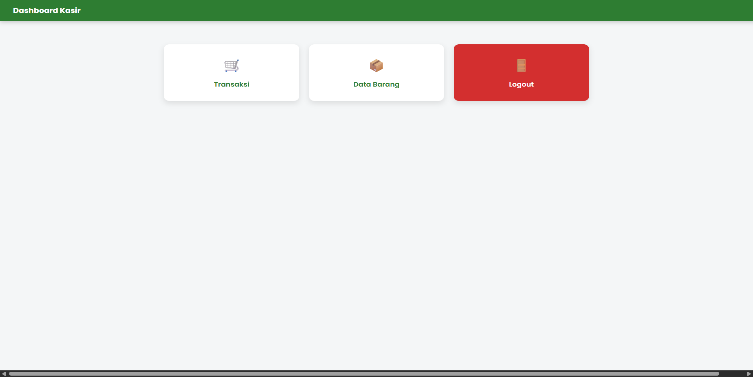 Dashboard Kasir
Transaksi
Data Barang
Logout